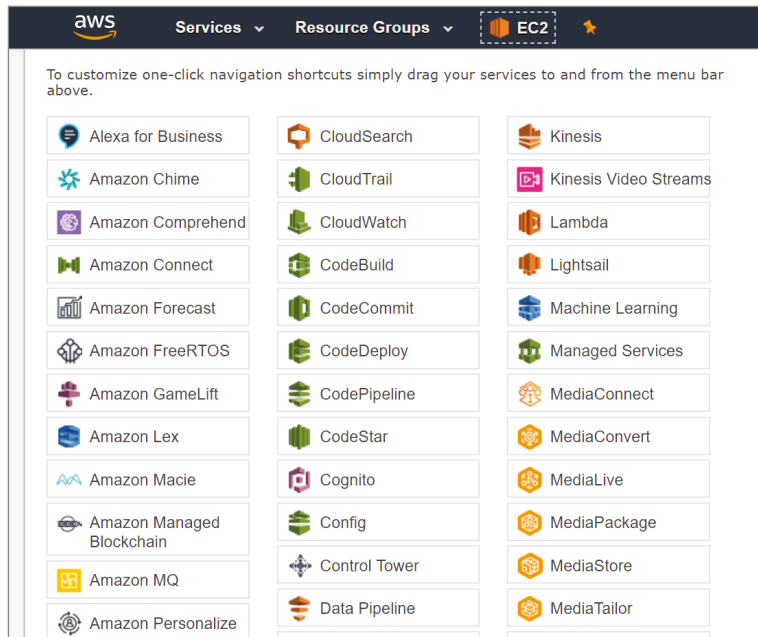 aws
Services
Resource Groups
EC2
To customize one-click navigation shortcuts simply drag your services to and from the menu bar
above.
Alexa for Business
Amazon Chime
Amazon Comprehend
Amazon Connect
Amazon Forecast
Amazon FreeRTOS
Amazon GameLift
Amazon Lex
Amazon Macie
Amazon Managed
Blockchain
Amazon MQ
Amazon Personalize
CloudSearch
CloudTrail
CloudWatch
CodeBuild
CodeCommit
CodeDeploy
CodePipeline
CodeStar
Cognito
Config
Control Tower
Data Pipeline
Kinesis
Kinesis Video Streams
Lambda
Lightsail
Machine Learning
Managed Services
MediaConnect
MediaConvert
MediaLive
MediaPackage
MediaStore
MediaTailor